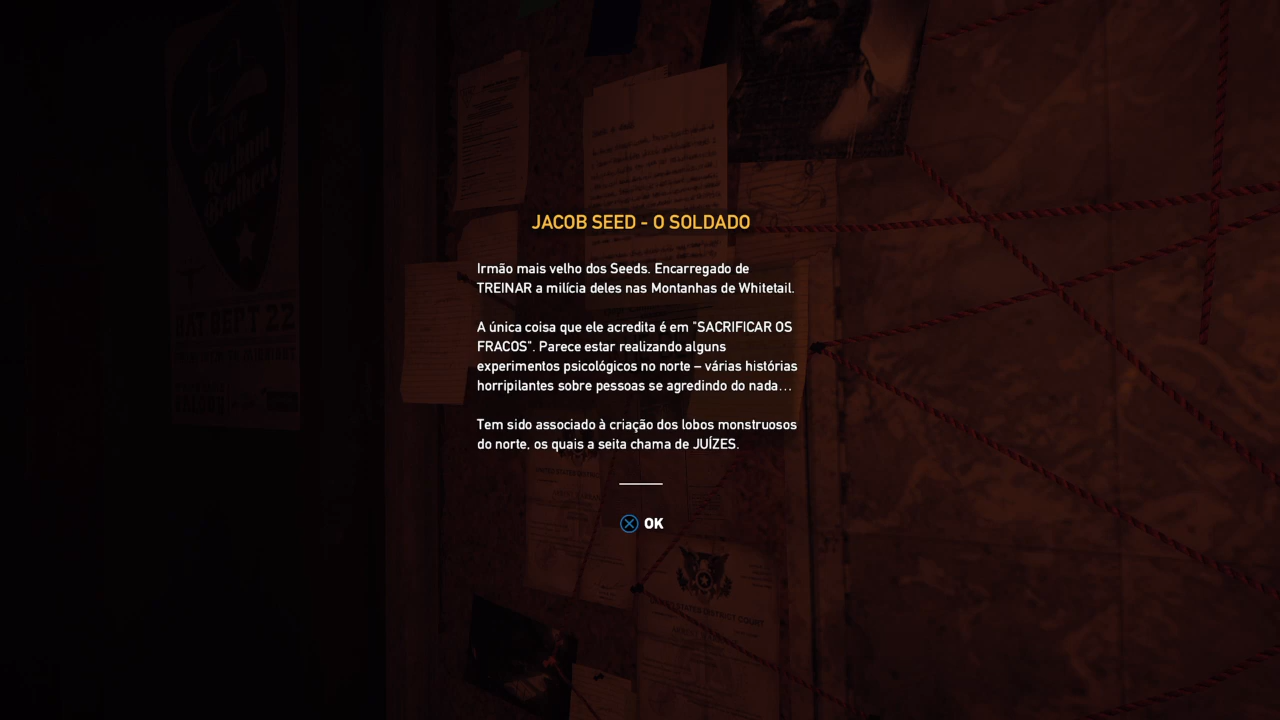 JACOB SEED - O SOLDADO
Irmão mais velho dos Seeds. Encarregado de
TREINAR a milícia deles nas Montanhas de Whitetail.
A única coisa que ele acredita é em "SACRIFICAR OS
FRACOS". Parece estar realizando alguns
experimentos psicológicos no norte – várias histórias
horripilantes sobre pessoas se agredindo do nada...
Tem sido associado à criação dos lobos monstruosos
do norte, os quais a seita chama de JUÍZES.
OK